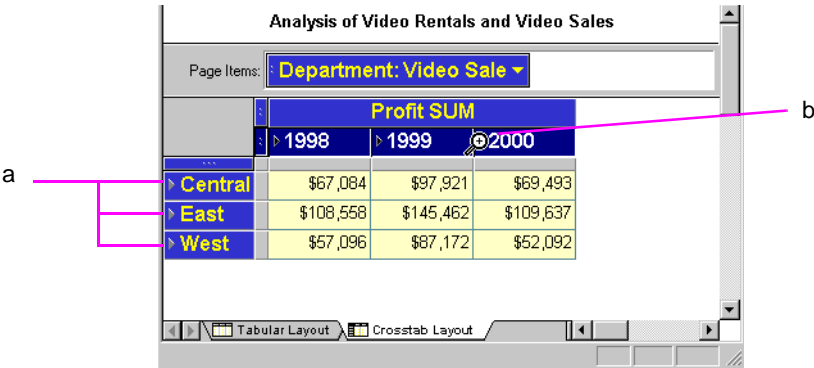 Analysis of Video Rentals and Video Sales
Page Items: Department: Video Sale
b
Profit SUM
1998 1999 2000
a
Central $67,084 $97,921 $69,493
East $108,558 $145,462 $109,637
West $57,096 $87,172 $52,092
Tabular Layout Crosstab Layout